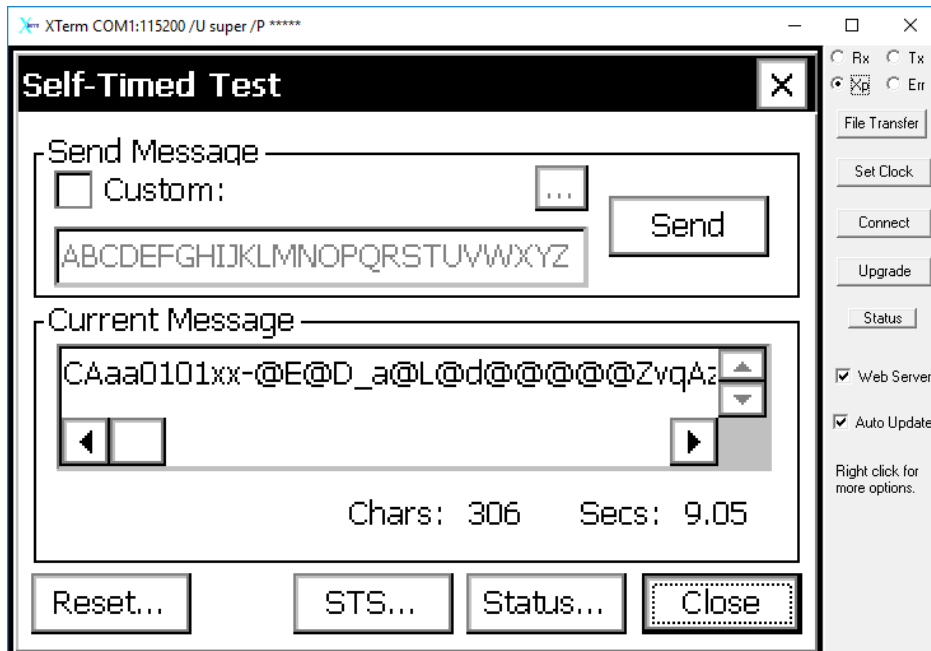 XTerm COM1:115200 /U super /P *****
Self-Timed Test
Send Message
Custom:
...
Send
ABCDEFGHIJKLMNOPQRSTUVWXYZ
Current Message
CAaa0101xx-@E@D_a@L@d@@@@@ZvqAz
Chars: 306 Secs: 9.05
Reset...
STS...
Status...
Close
Rx Tx
Xp Err
File Transfer
Set Clock
Connect
Upgrade
Status
Web Server
Auto Update
Right click for
more options.